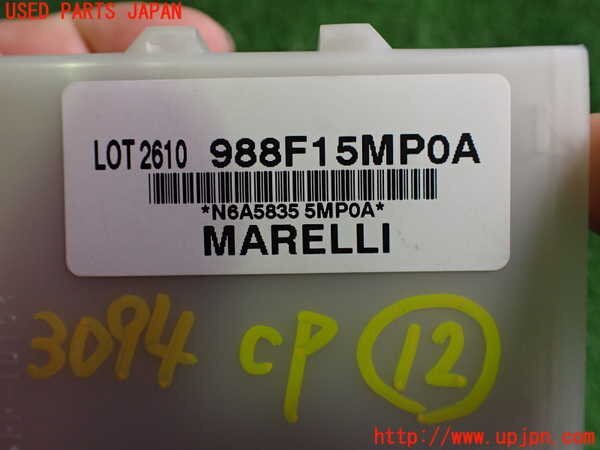 USED PARTS JAPAN
LOT 2610 988F15MP0A
*N6A5835 5MP0A*
MARELLI
3094 CP 12
http://www.upjpn.com